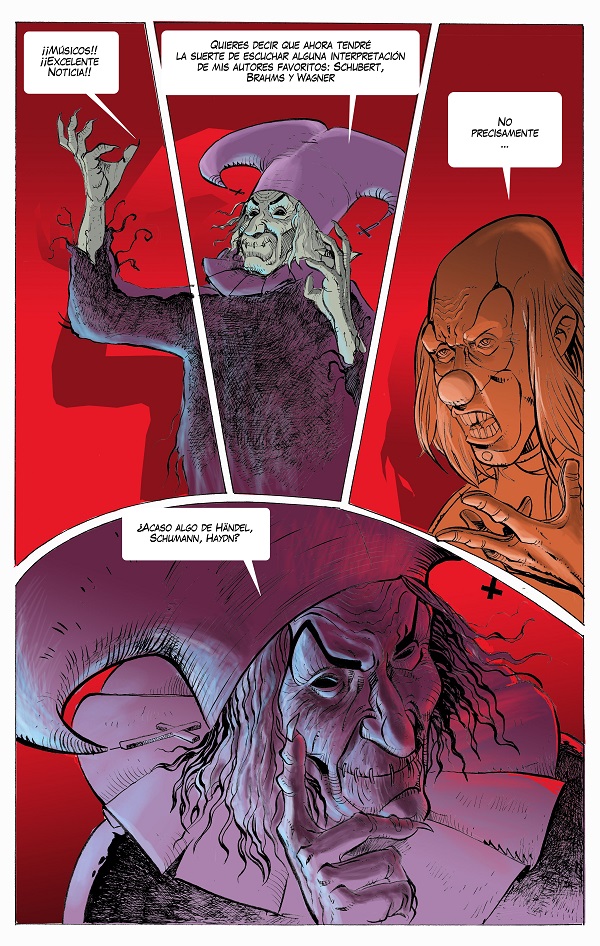 ¡¡Músicos!!
¡¡Excelente
Noticia!!
Quieres decir que ahora tendré
la suerte de escuchar alguna interpretación
de mis autores favoritos: Schubert,
Brahms y Wagner
No
precisamente
...
¿Acaso algo de Händel,
Schumann, Haydn?